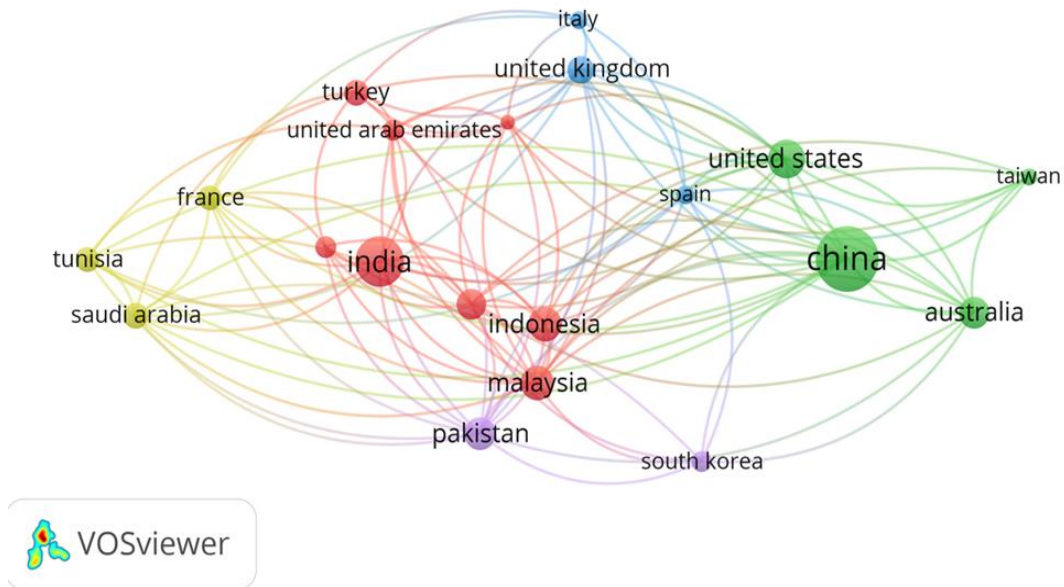 italy
united kingdom
turkey
united arab emirates
united states
taiwan
france
spain
tunisia
india
china
saudi arabia
indonesia
australia
malaysia
pakistan
south korea
VOSviewer